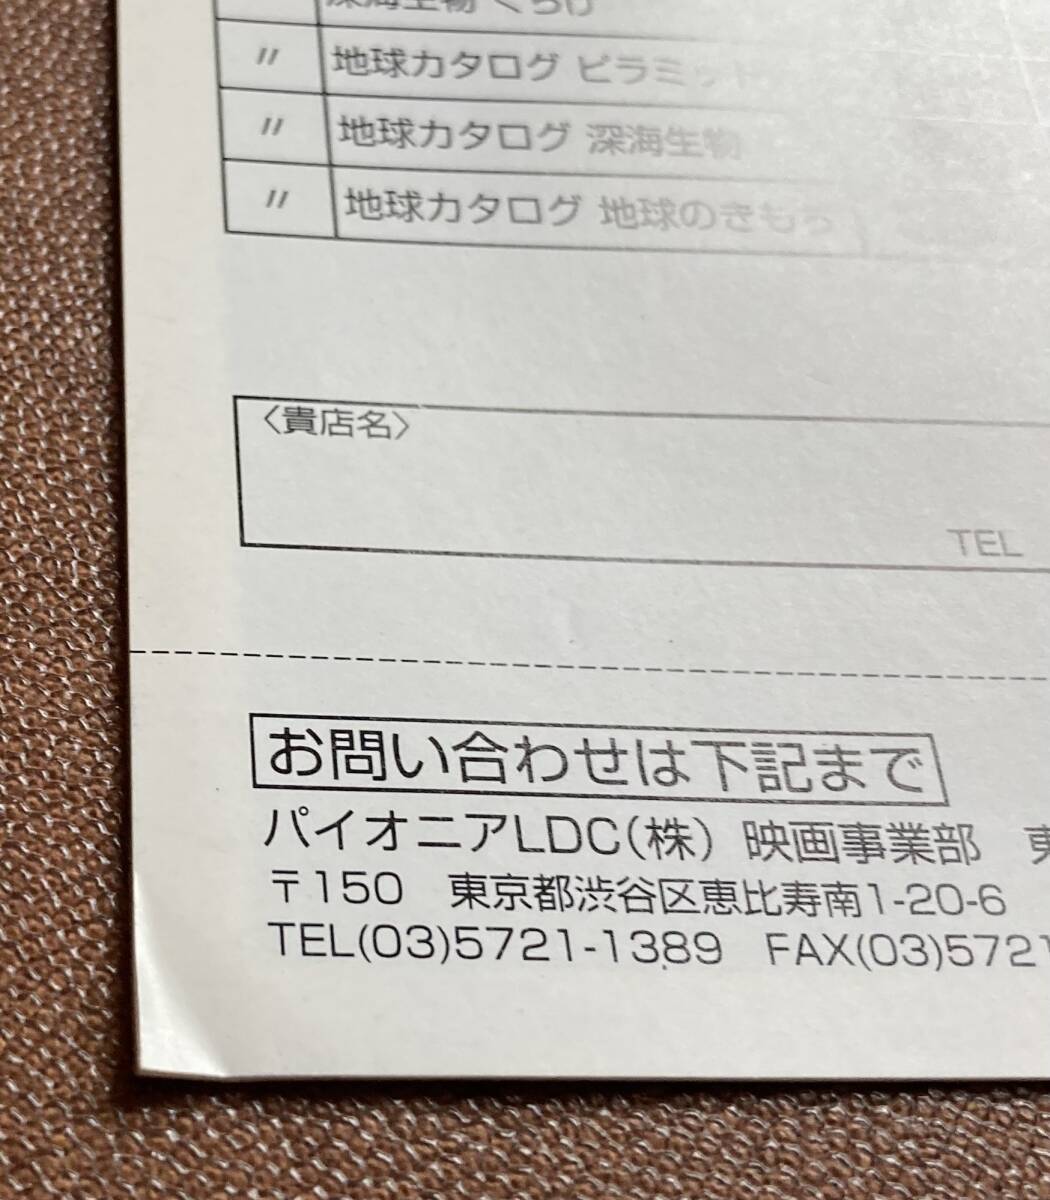 深海生物 くらげ
〃 地球カタログ ピラミッド
〃 地球カタログ 深海生物
〃 地球カタログ 地球のきもち
〈貴店名〉
TEL
お問い合わせは下記まで
パイオニアLDC(株) 映画事業部 東
〒150 東京都渋谷区恵比寿南1-20-6
TEL(03)5721-1389 FAX(03)5721